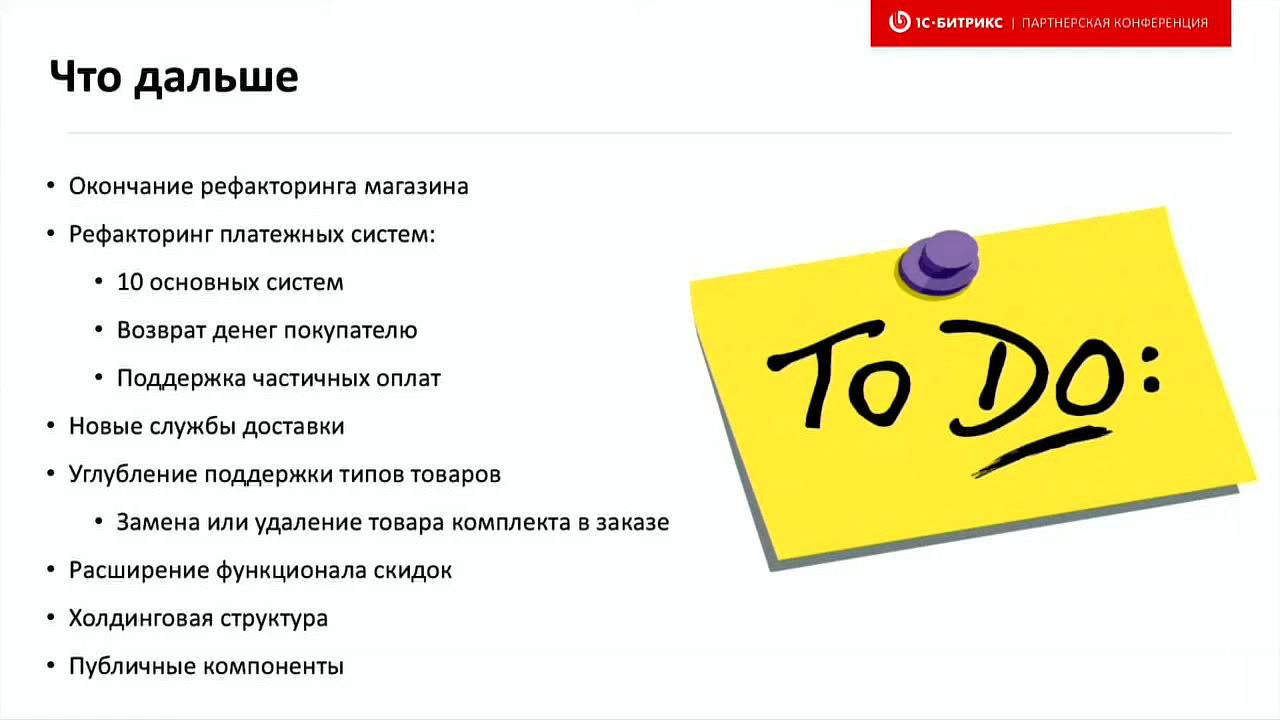 1С-БИТРИКС | ПАРТНЕРСКАЯ КОНФЕРЕНЦИЯ
Что дальше
• Окончание рефакторинга магазина
• Рефакторинг платежных систем:
• 10 основных систем
• Возврат денег покупателю
• Поддержка частичных оплат
• Новые службы доставки
• Углубление поддержки типов товаров
• Замена или удаление товара комплекта в заказе
• Расширение функционала скидок
• Холдинговая структура
• Публичные компоненты
To Do: